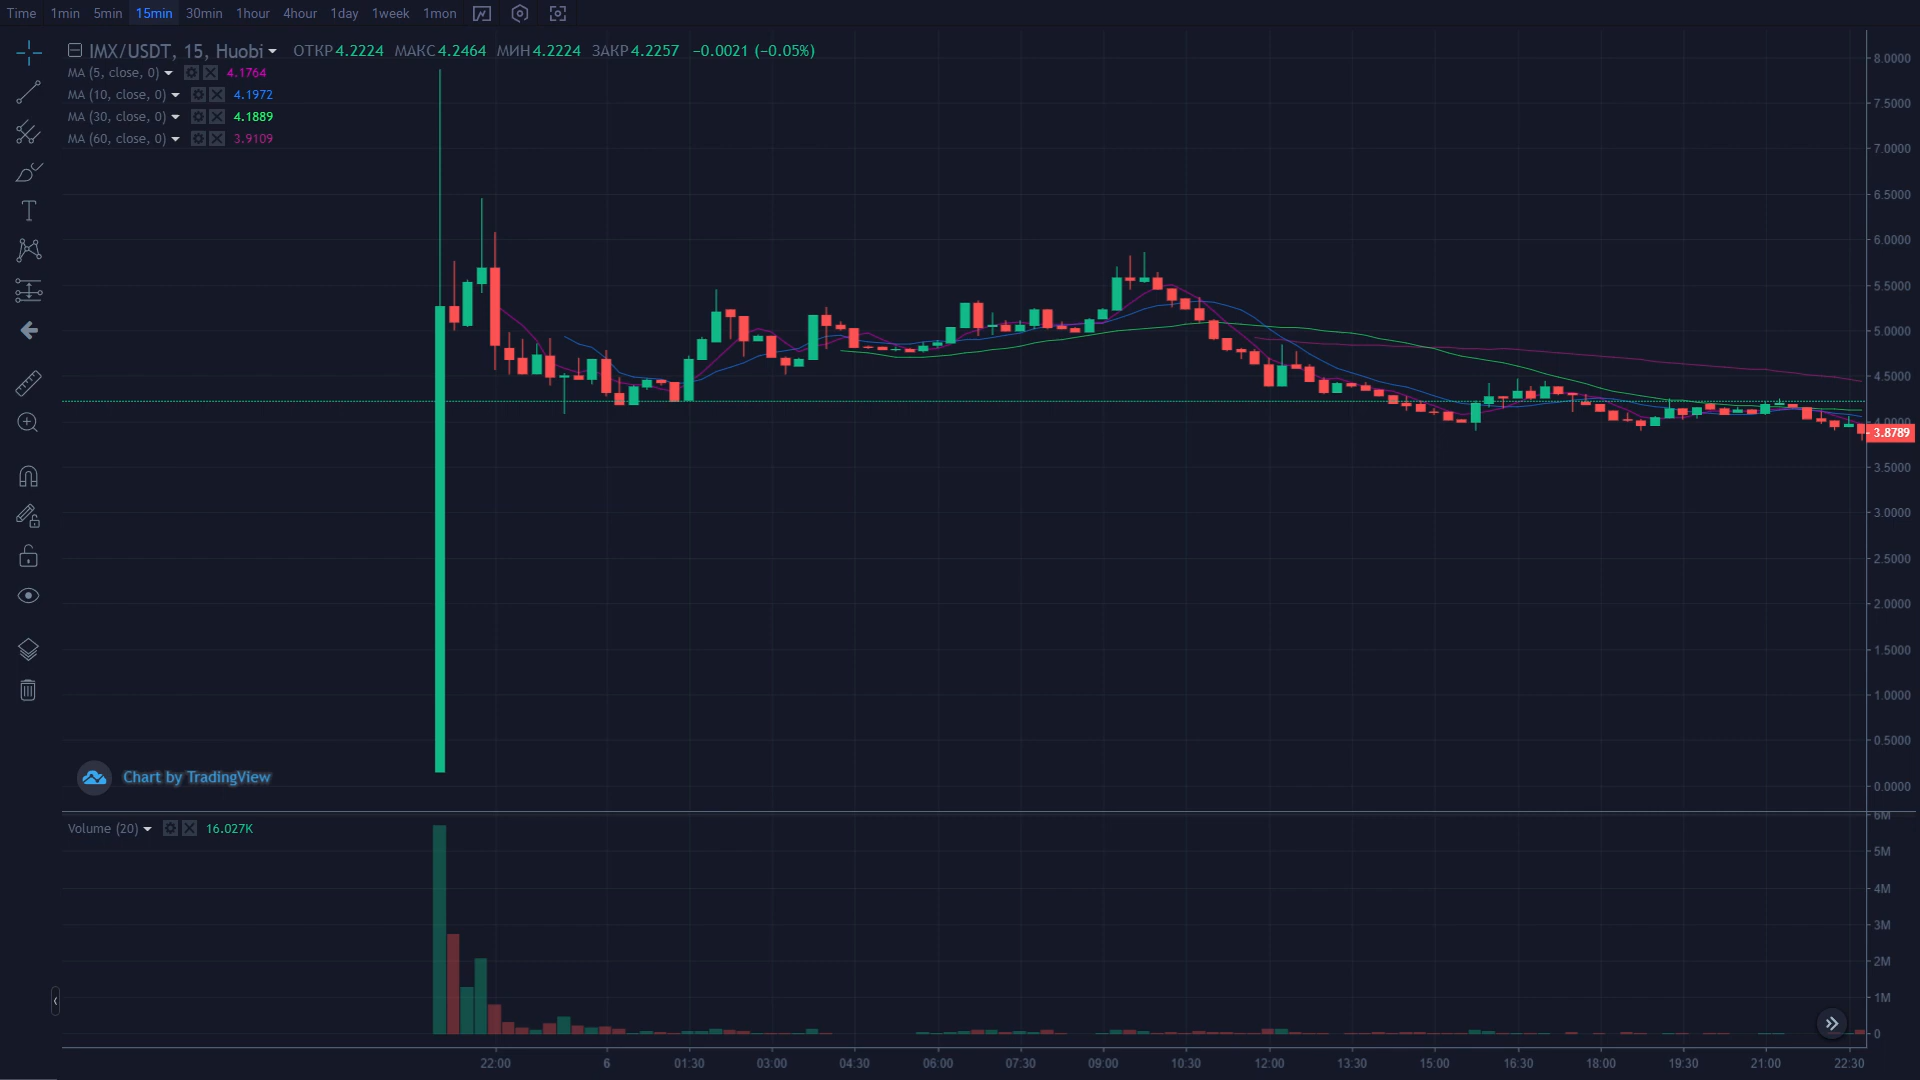 Time 1min 5min 15min 30min 1hour 4hour 1day 1week 1mon
IMX/USDT, 15, Huobi ОТКР 4.2224 МАКС 4.2464 МИН 4.2224 ЗАКР 4.2257 −0.0021 (−0.05%)
MA (5, close, 0) 4.1764
MA (10, close, 0) 4.1972
MA (30, close, 0) 4.1889
MA (60, close, 0) 3.9109
8.0000
7.5000
7.0000
6.5000
6.0000
5.5000
5.0000
4.5000
4.0000
3.8789
3.5000
3.0000
2.5000
2.0000
1.5000
1.0000
0.5000
0.0000
Chart by TradingView
Volume (20) 16.027K
6M
5M
4M
3M
2M
1M
0
22:00 6 01:30 03:00 04:30 06:00 07:30 09:00 10:30 12:00 13:30 15:00 16:30 18:00 19:30 21:00 22:30